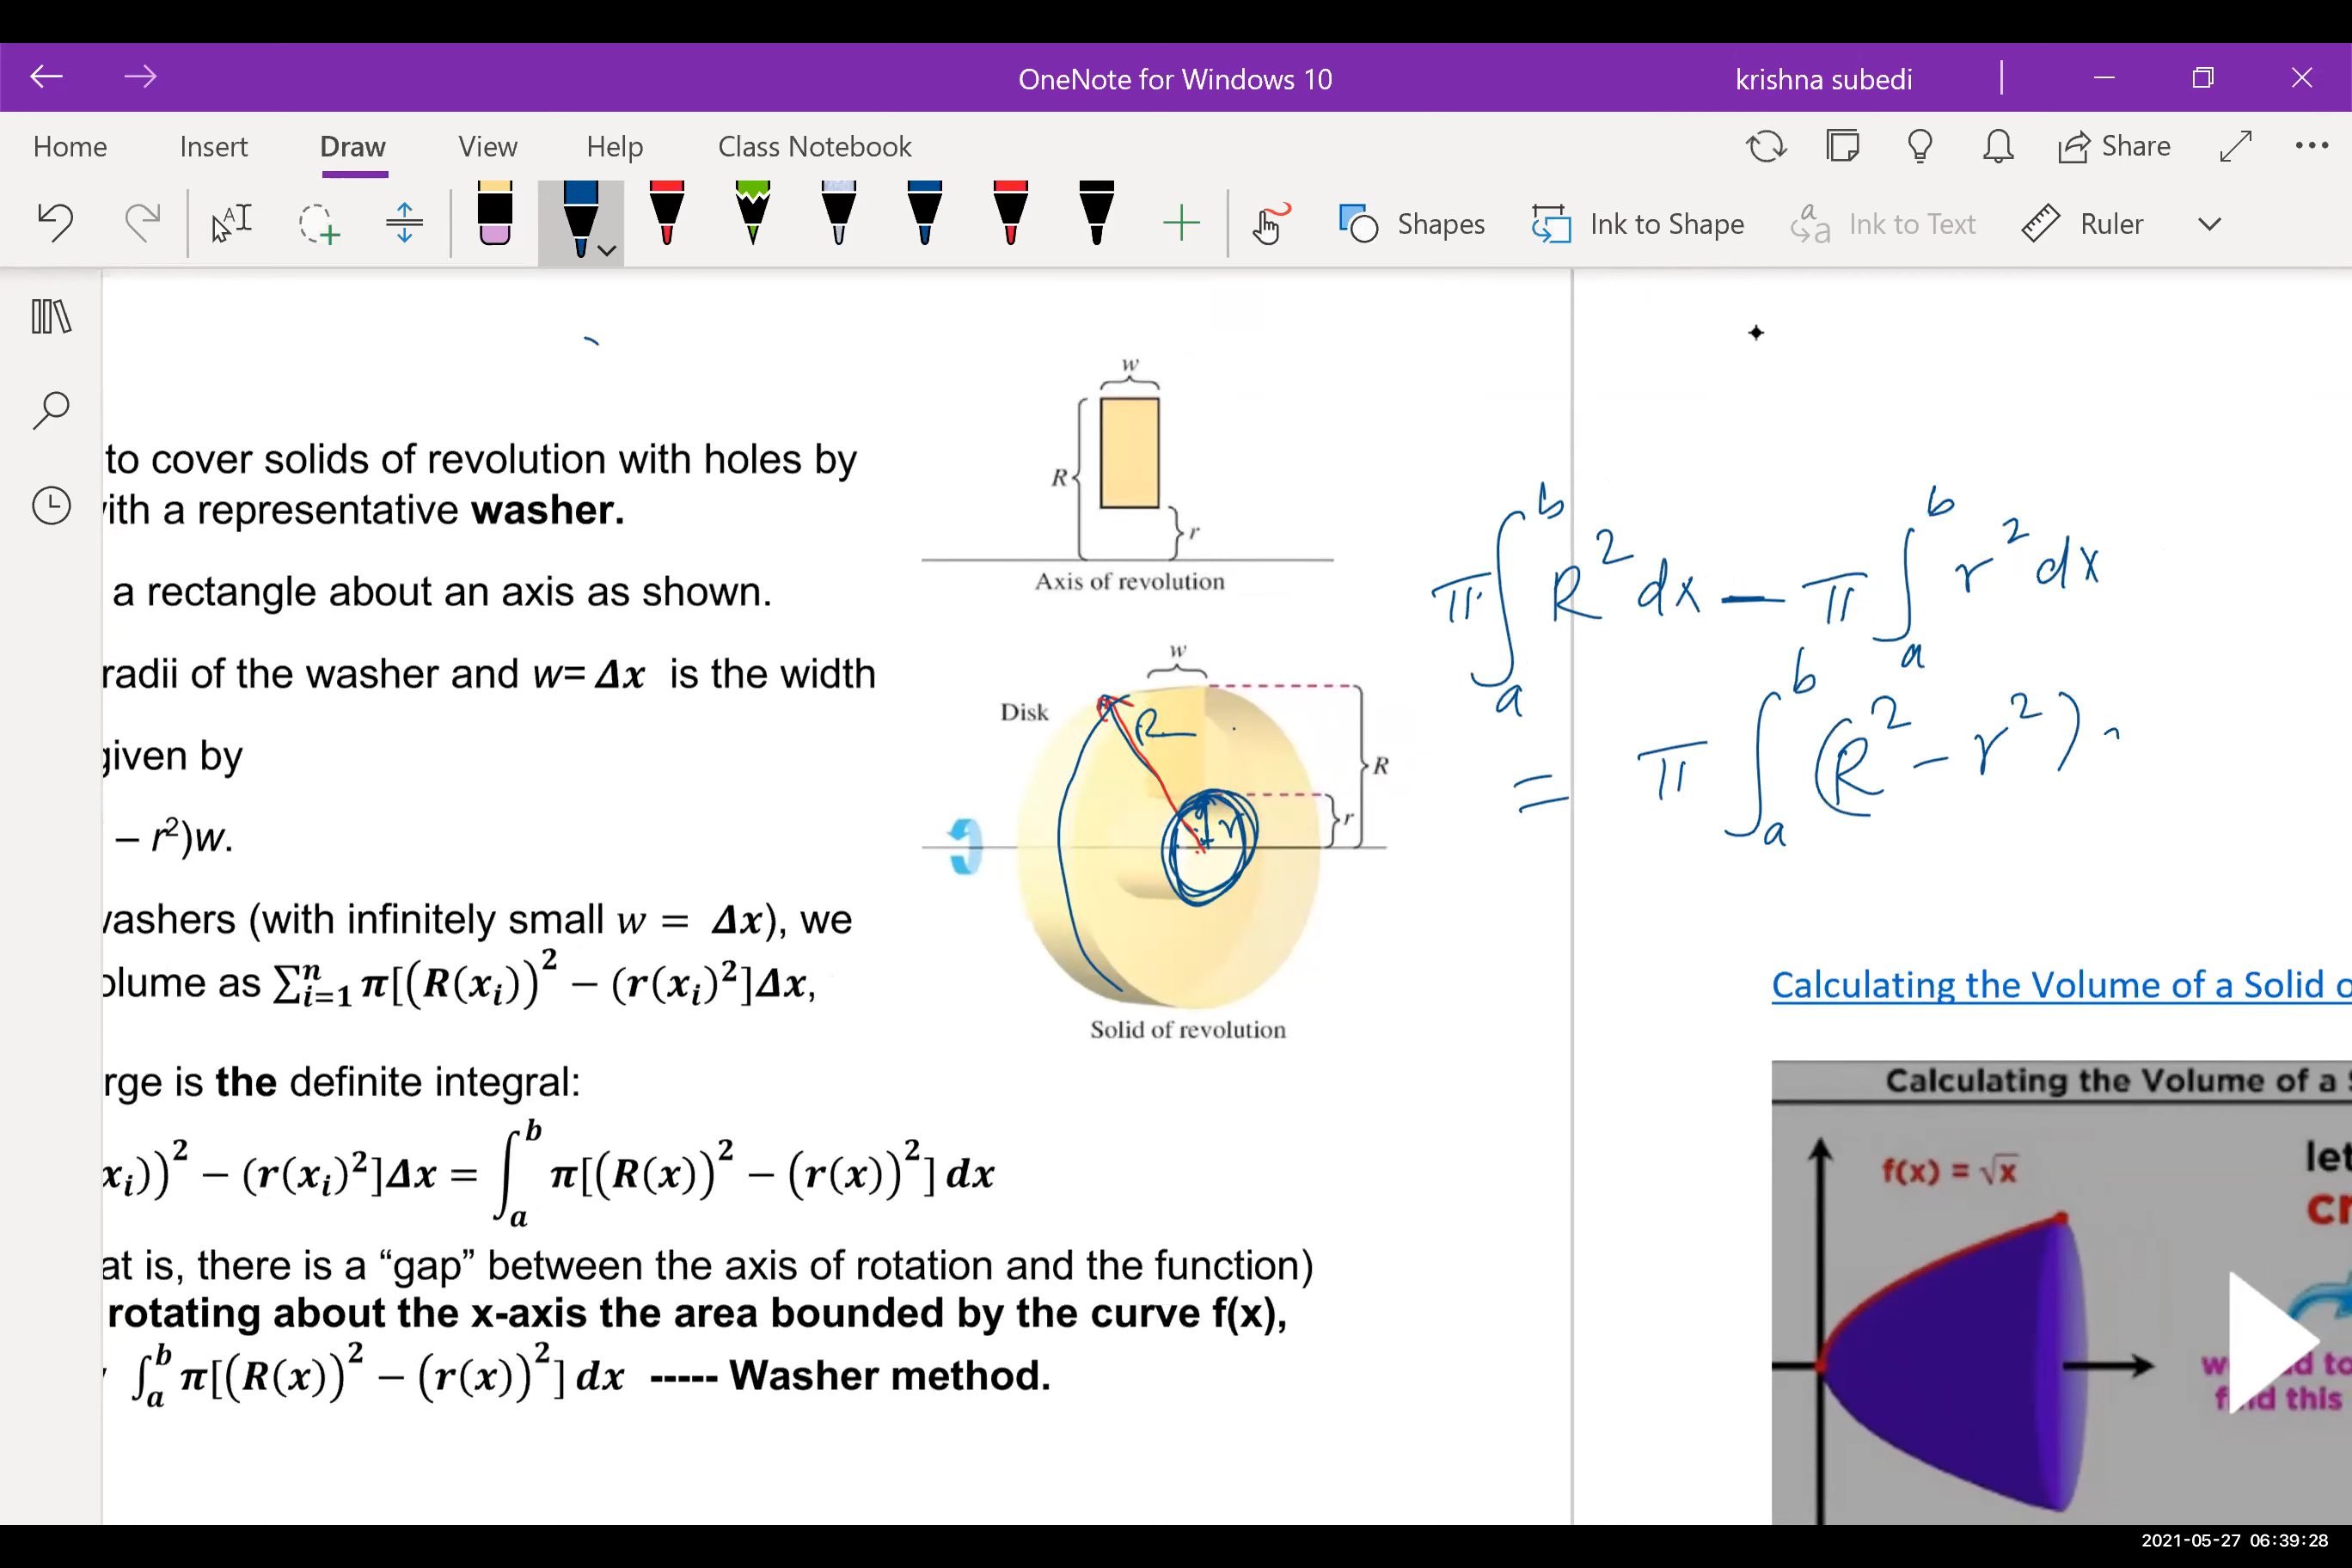 OneNote for Windows 10
krishna subedi
Home Insert Draw View Help Class Notebook Share
Shapes Ink to Shape Ink to Text Ruler
to cover solids of revolution with holes by
ith a representative washer.
a rectangle about an axis as shown.
radii of the washer and w= Δx is the width
given by
– r²)w.
washers (with infinitely small w = Δx), we
olume as ∑ⁿᵢ₌₁ π[(R(xᵢ))² − (r(xᵢ)²]Δx,
rge is the definite integral:
xᵢ))² − (r(xᵢ)²]Δx = ∫ₐᵇ π[(R(x))² − (r(x))²] dx
at is, there is a “gap” between the axis of rotation and the function)
rotating about the x-axis the area bounded by the curve f(x),
∫ₐᵇ π[(R(x))² − (r(x))²] dx ----- Washer method.
w
R
r
Axis of revolution
w
Disk
R
R
r
r
Solid of revolution
π ∫ₐᵇ R² dx − π ∫ₐᵇ r² dx
= π ∫ₐᵇ (R² − r²)
Calculating the Volume of a Solid o
Calculating the Volume of a S
f(x) = √x
let
cr
d to
find this
2021-05-27 06:39:28